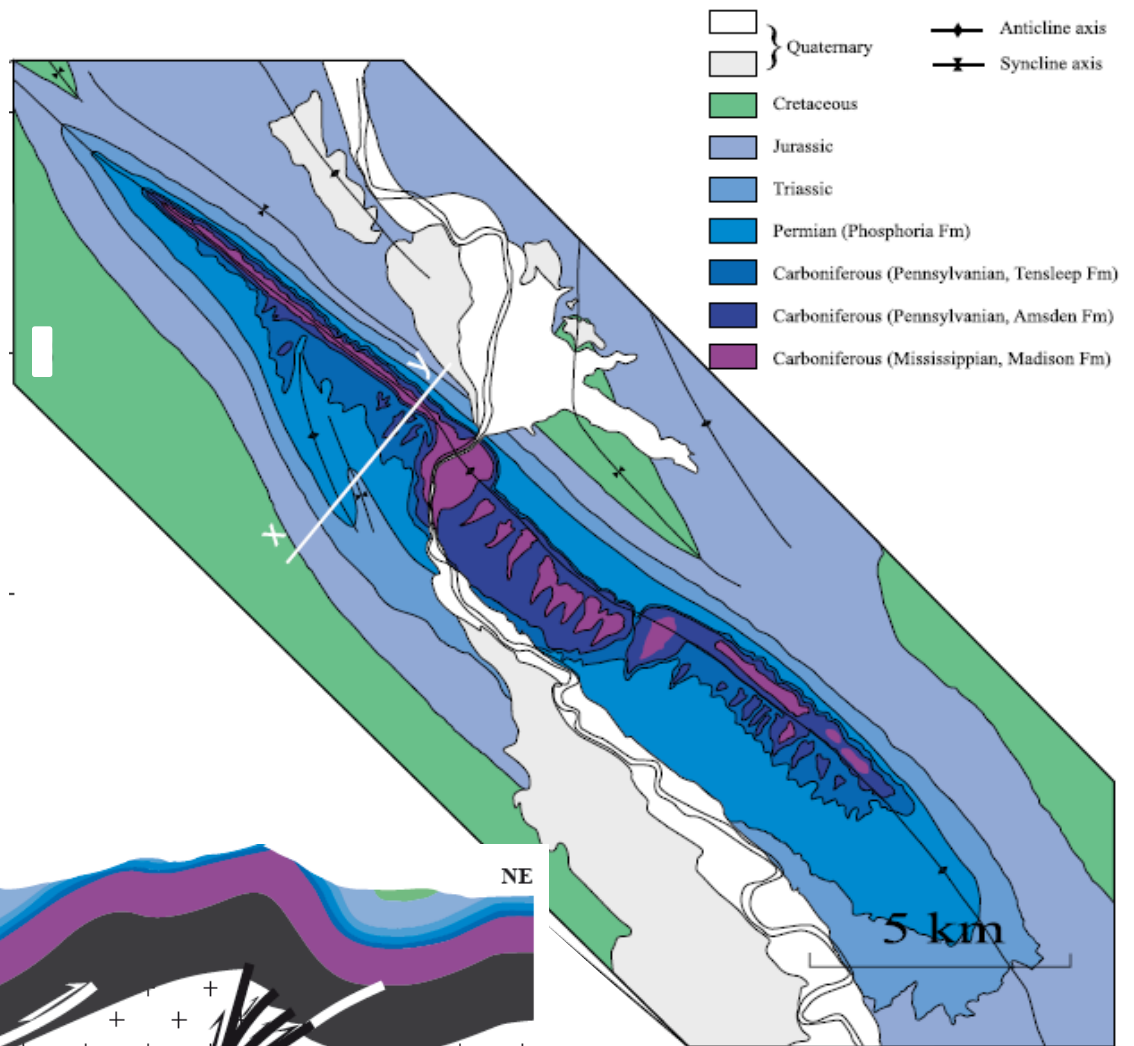 Quaternary
Cretaceous
Jurassic
Triassic
Permian (Phosphoria Fm)
Carboniferous (Pennsylvanian, Tensleep Fm)
Carboniferous (Pennsylvanian, Amsden Fm)
Carboniferous (Mississippian, Madison Fm)
Anticline axis
Syncline axis
y
x
NE
5 km